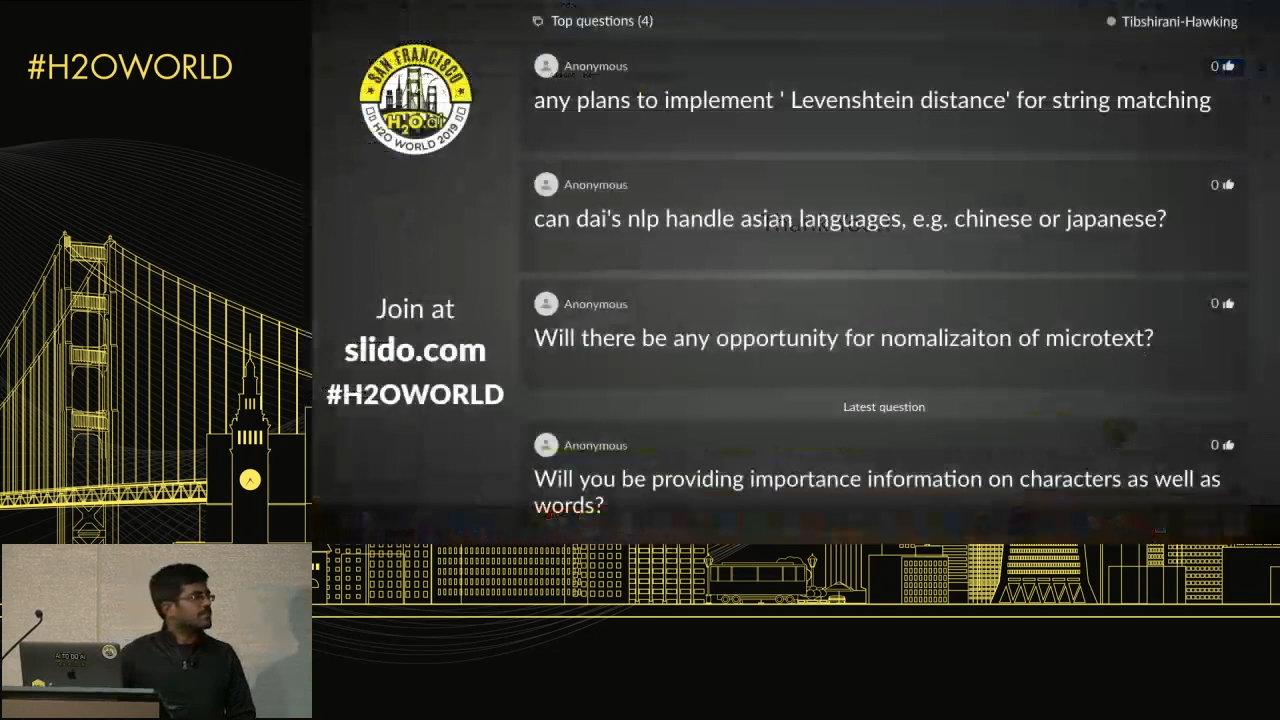 #H2OWORLD
Top questions (4)
Tibshirani-Hawking
SAN FRANCISCO
H2O.ai
H2O WORLD 2019
Anonymous
0
any plans to implement ' Levenshtein distance' for string matching
Anonymous
0
can dai's nlp handle asian languages, e.g. chinese or japanese?
Anonymous
0
Will there be any opportunity for nomalizaiton of microtext?
Join at
slido.com
#H2OWORLD
Latest question
Anonymous
0
Will you be providing importance information on characters as well as
words?